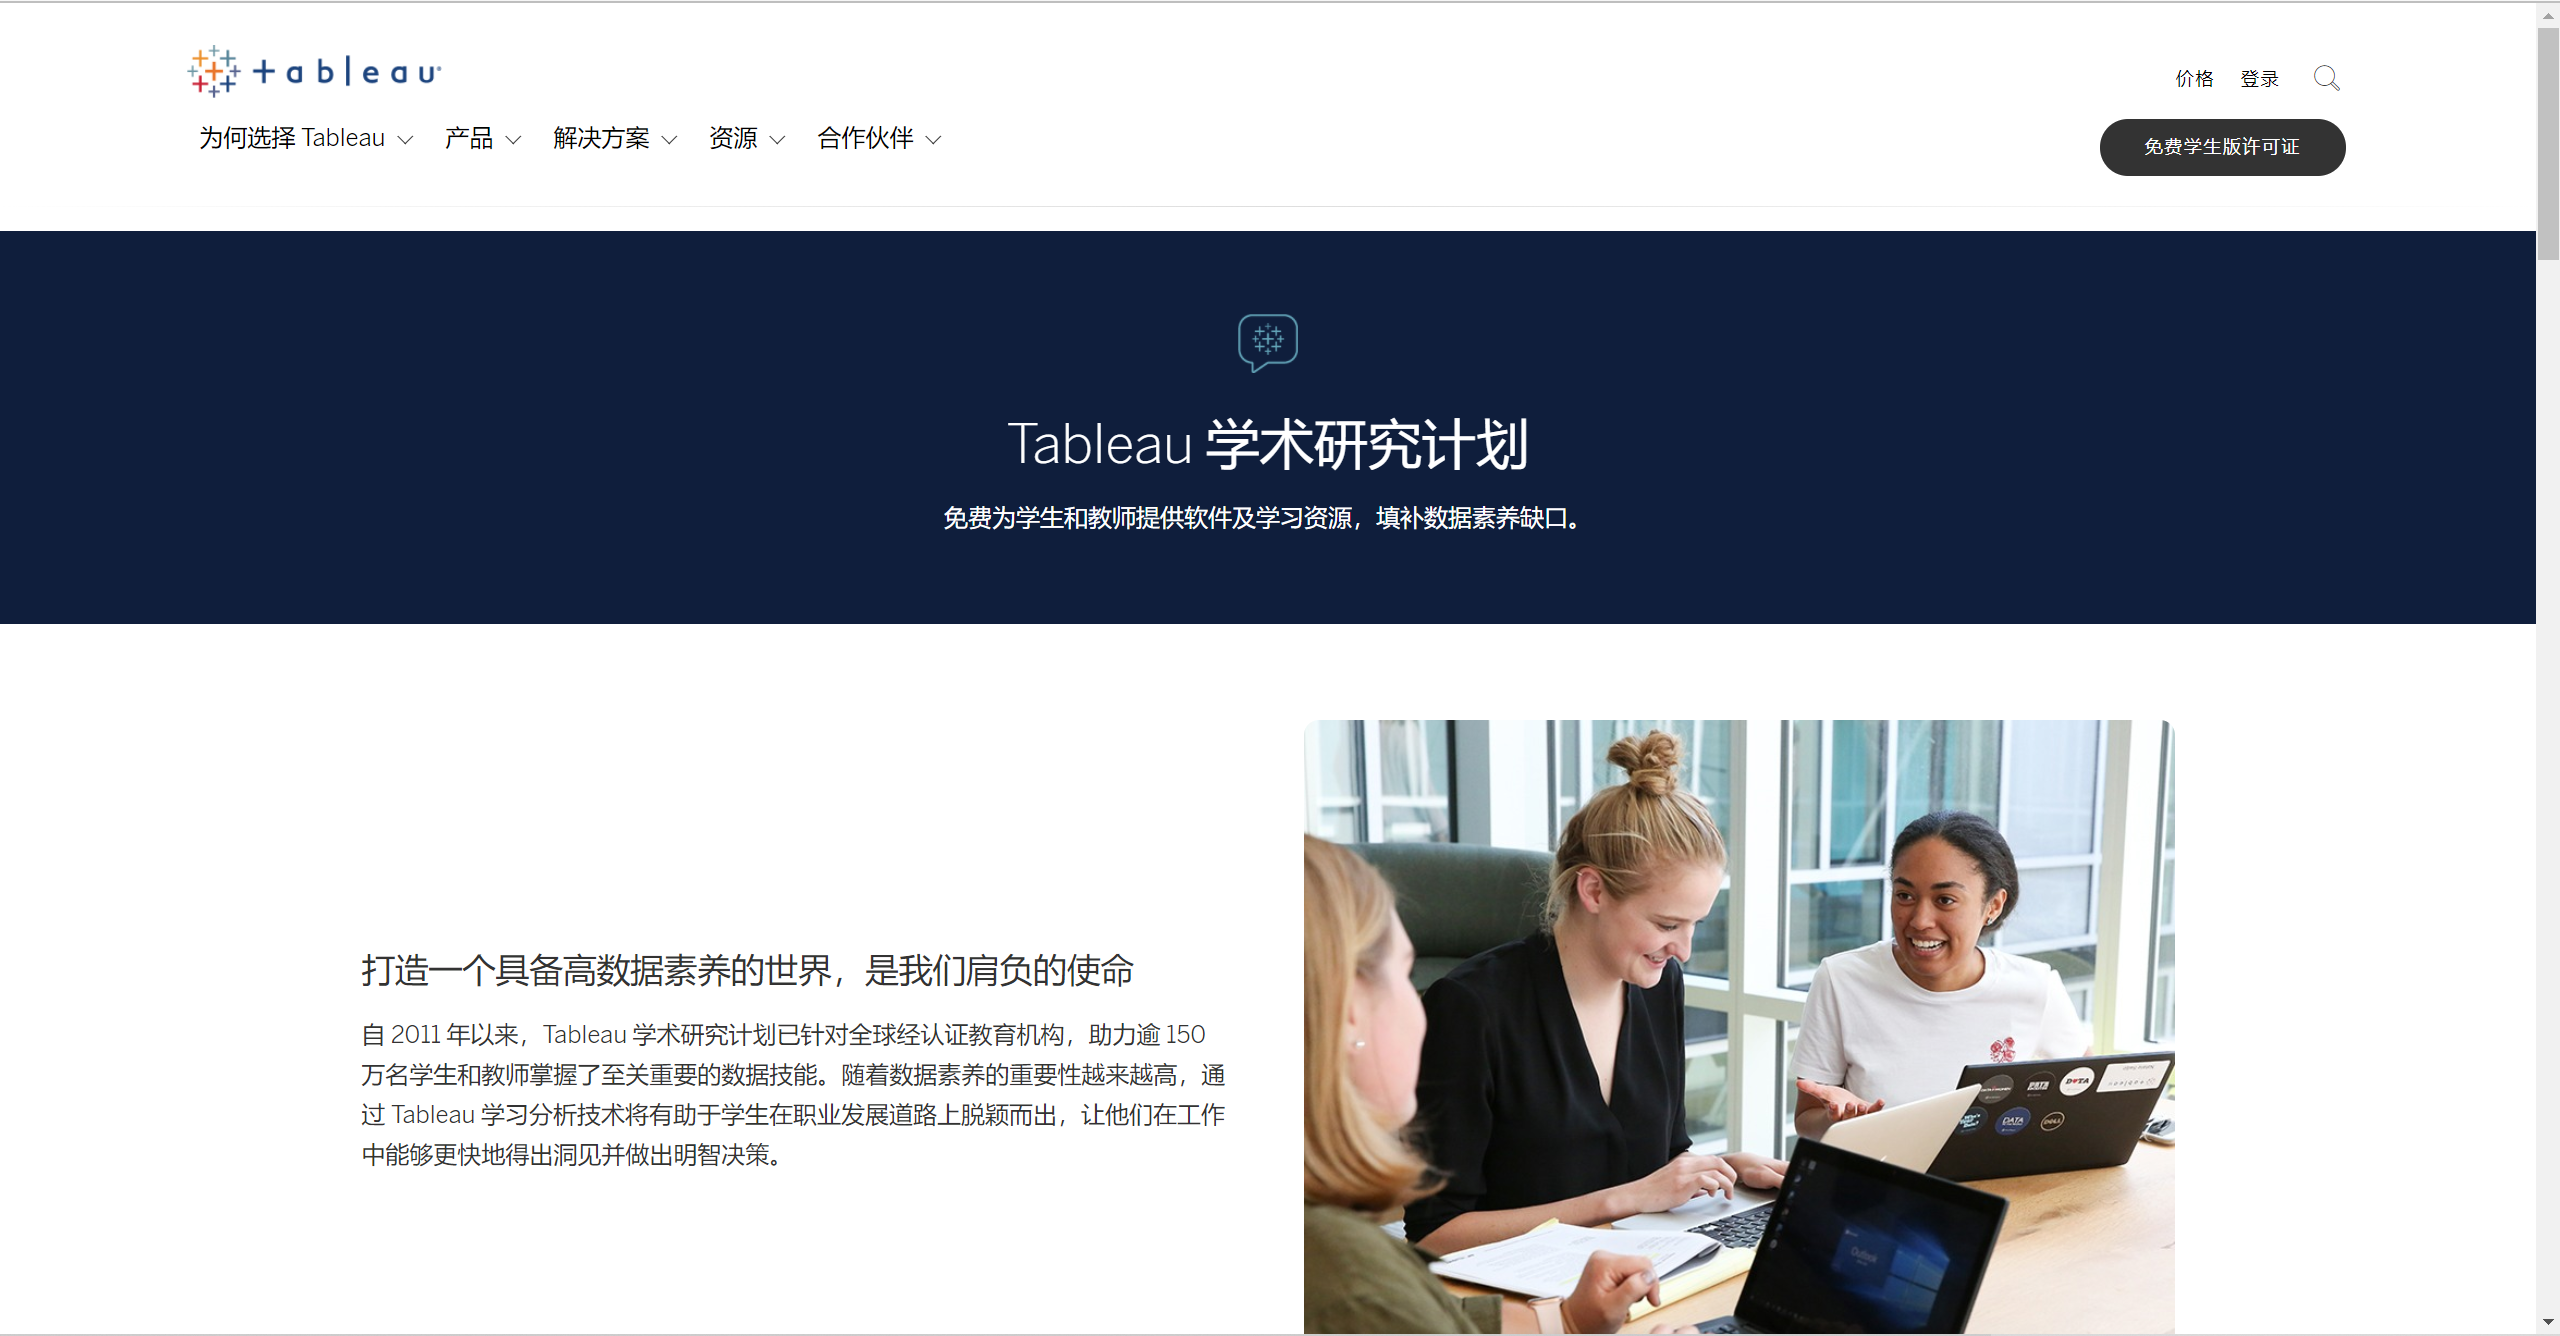 tableau
价格 登录
为何选择 Tableau 产品 解决方案 资源 合作伙伴
免费学生版许可证
Tableau 学术研究计划
免费为学生和教师提供软件及学习资源，填补数据素养缺口。
打造一个具备高数据素养的世界，是我们肩负的使命
自 2011 年以来，Tableau 学术研究计划已针对全球经认证教育机构，助力逾 150
万名学生和教师掌握了至关重要的数据技能。随着数据素养的重要性越来越高，通
过 Tableau 学习分析技术将有助于学生在职业发展道路上脱颖而出，让他们在工作
中能够更快地得出洞见并做出明智决策。
DATA
DATA
DELL
Outlook